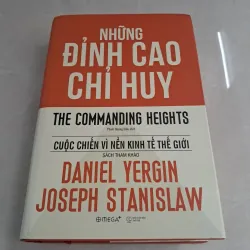 NHỮNG
ĐỈNH CAO
CHỈ HUY
THE COMMANDING HEIGHTS
CUỘC CHIẾN VÌ NỀN KINH TẾ THẾ GIỚI
SÁCH THAM KHẢO
DANIEL YERGIN
JOSEPH STANISLAW
OMEGA+